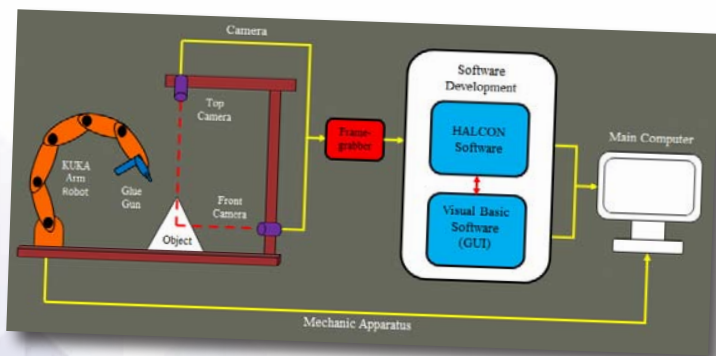 Camera
Top
Camera
KUKA
Arm
Robot
Glue
Gun
Front
Camera
Object
Frame-
grabber
Software
Development
HALCON
Software
Visual Basic
Software
(GUI)
Main Computer
Mechanic Apparatus